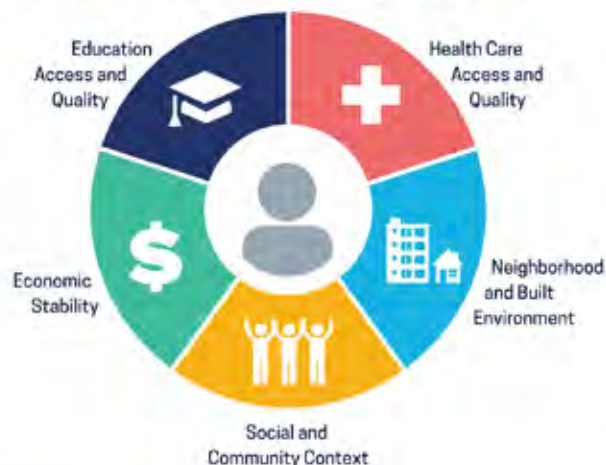 Education
Access and
Quality
Health Care
Access and
Quality
$
Economic
Stability
Neighborhood
and Built
Environment
Social and
Community Context